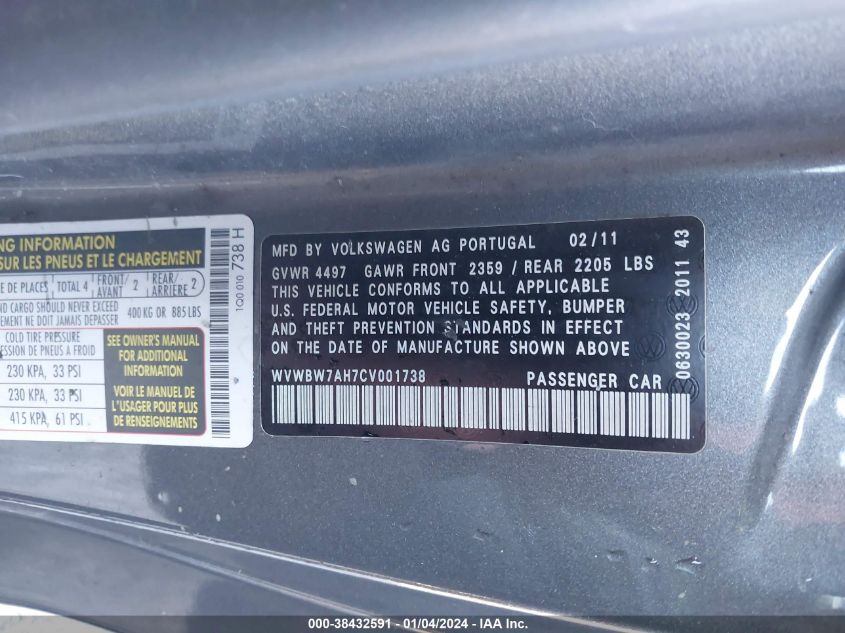 NG INFORMATION
SUR LES PNEUS ET LE CHARGEMENT
E DE PLACES TOTAL 4 FRONT/AVANT 2 REAR/ARRIERE 2
ND CARGO SHOULD NEVER EXCEED
EMENT NE DOIT JAMAIS DEPASSER
400 KG OR 885 LBS
COLD TIRE PRESSURE
ESSION DE PNEUS A FROID
230 KPA, 33 PSI
230 KPA, 33 PSI
415 KPA, 61 PSI
SEE OWNER'S MANUAL
FOR ADDITIONAL
INFORMATION
VOIR LE MANUEL DE
L'USAGER POUR PLUS
DE RENSEIGNEMENTS
1Q0 010 738 H
MFD BY VOLKSWAGEN AG PORTUGAL 02/11
GVWR 4497 GAWR FRONT 2359 / REAR 2205 LBS
THIS VEHICLE CONFORMS TO ALL APPLICABLE
U.S. FEDERAL MOTOR VEHICLE SAFETY, BUMPER
AND THEFT PREVENTION STANDARDS IN EFFECT
ON THE DATE OF MANUFACTURE SHOWN ABOVE
WVWBW7AH7CV001738 PASSENGER CAR
0630023 2011 43
000-38432591 - 01/04/2024 - IAAI Inc.